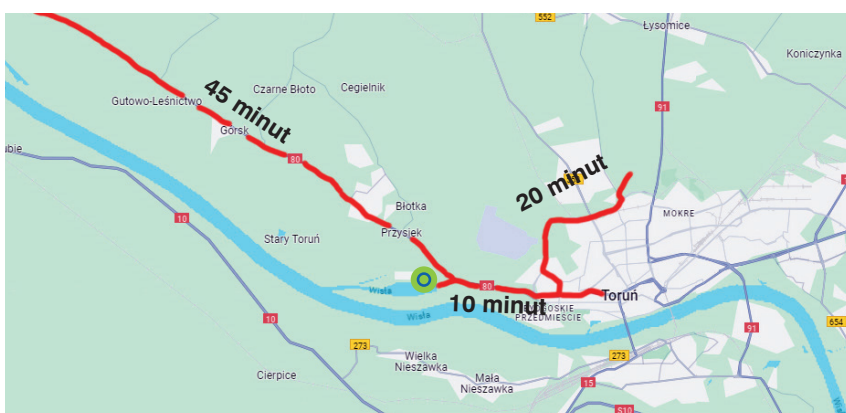 552
Łysomice
Koniczynka
45 minut
Czarne Błoto
Cegielnik
Gutowo-Leśnictwo
91
Górsk
80
20 minut
10
Błotka
MOKRE
Przysiek
Stary Toruń
Wisła
80
Toruń
10 minut
PRZEDMIEŚCIE
Wisła
10
91
654
273
Wielka
Nieszawka
273
Cierpice
Mała
Nieszawka
15
S10